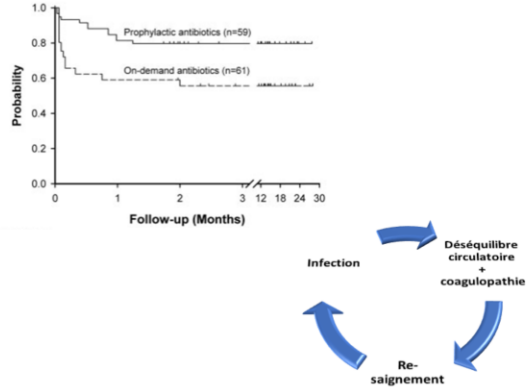 1.0
0.8
0.6
0.4
0.2
0.0
Probability
Prophylactic antibiotics (n=59)
On-demand antibiotics (n=61)
0 1 2 3 12 18 24 30
Follow-up (Months)
Infection
Déséquilibre
circulatoire
+
coagulopathie
Re-
saignement